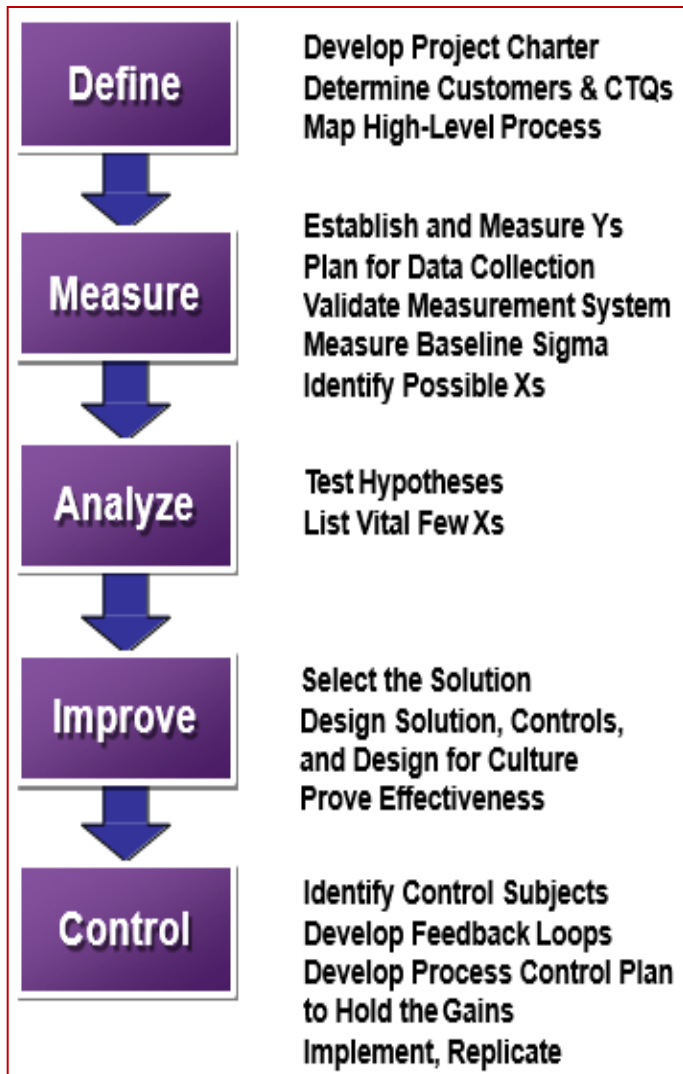 Define
Develop Project Charter
Determine Customers & CTQs
Map High-Level Process
Measure
Establish and Measure Ys
Plan for Data Collection
Validate Measurement System
Measure Baseline Sigma
Identify Possible Xs
Analyze
Test Hypotheses
List Vital Few Xs
Improve
Select the Solution
Design Solution, Controls,
and Design for Culture
Prove Effectiveness
Control
Identify Control Subjects
Develop Feedback Loops
Develop Process Control Plan
to Hold the Gains
Implement, Replicate